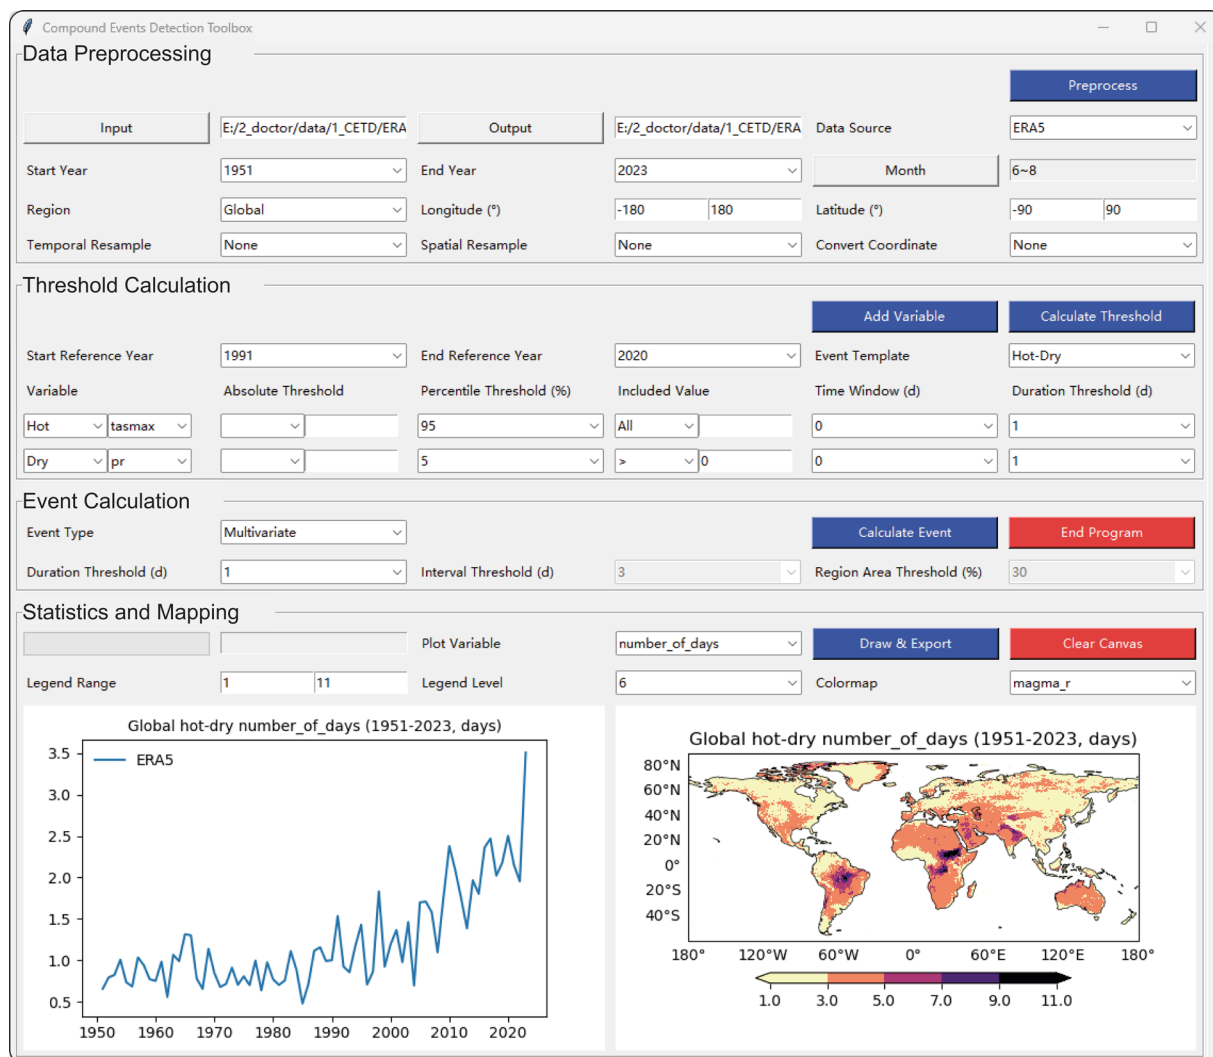 Compound Events Detection Toolbox
Data Preprocessing
Preprocess
Input E:/2_doctor/data/1_CETD/ERA Output E:/2_doctor/data/1_CETD/ERA Data Source ERA5
Start Year 1951 End Year 2023 Month 6~8
Region Global Longitude (°) -180 180 Latitude (°) -90 90
Temporal Resample None Spatial Resample None Convert Coordinate None
Threshold Calculation
Add Variable Calculate Threshold
Start Reference Year 1991 End Reference Year 2020 Event Template Hot-Dry
Variable Absolute Threshold Percentile Threshold (%) Included Value Time Window (d) Duration Threshold (d)
Hot tasmax 95 All 0 1
Dry pr 5 > 0 0 1
Event Calculation
Event Type Multivariate Calculate Event End Program
Duration Threshold (d) 1 Interval Threshold (d) 3 Region Area Threshold (%) 30
Statistics and Mapping
Plot Variable number_of_days Draw & Export Clear Canvas
Legend Range 1 11 Legend Level 6 Colormap magma_r
Global hot-dry number_of_days (1951-2023, days)
ERA5
3.5
3.0
2.5
2.0
1.5
1.0
0.5
1950 1960 1970 1980 1990 2000 2010 2020
Global hot-dry number_of_days (1951-2023, days)
80°N
60°N
40°N
20°N
0°
20°S
40°S
180° 120°W 60°W 0° 60°E 120°E 180°
1.0 3.0 5.0 7.0 9.0 11.0